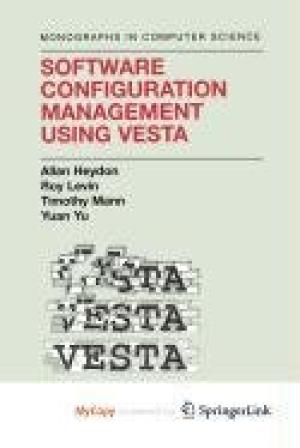 MONOGRAPHS IN COMPUTER SCIENCE
SOFTWARE
CONFIGURATION
MANAGEMENT
USING VESTA
Allan Heydon
Roy Levin
Timothy Mann
Yuan Yu
STA
VESTA
VESTA
MyCopy
SpringerLink